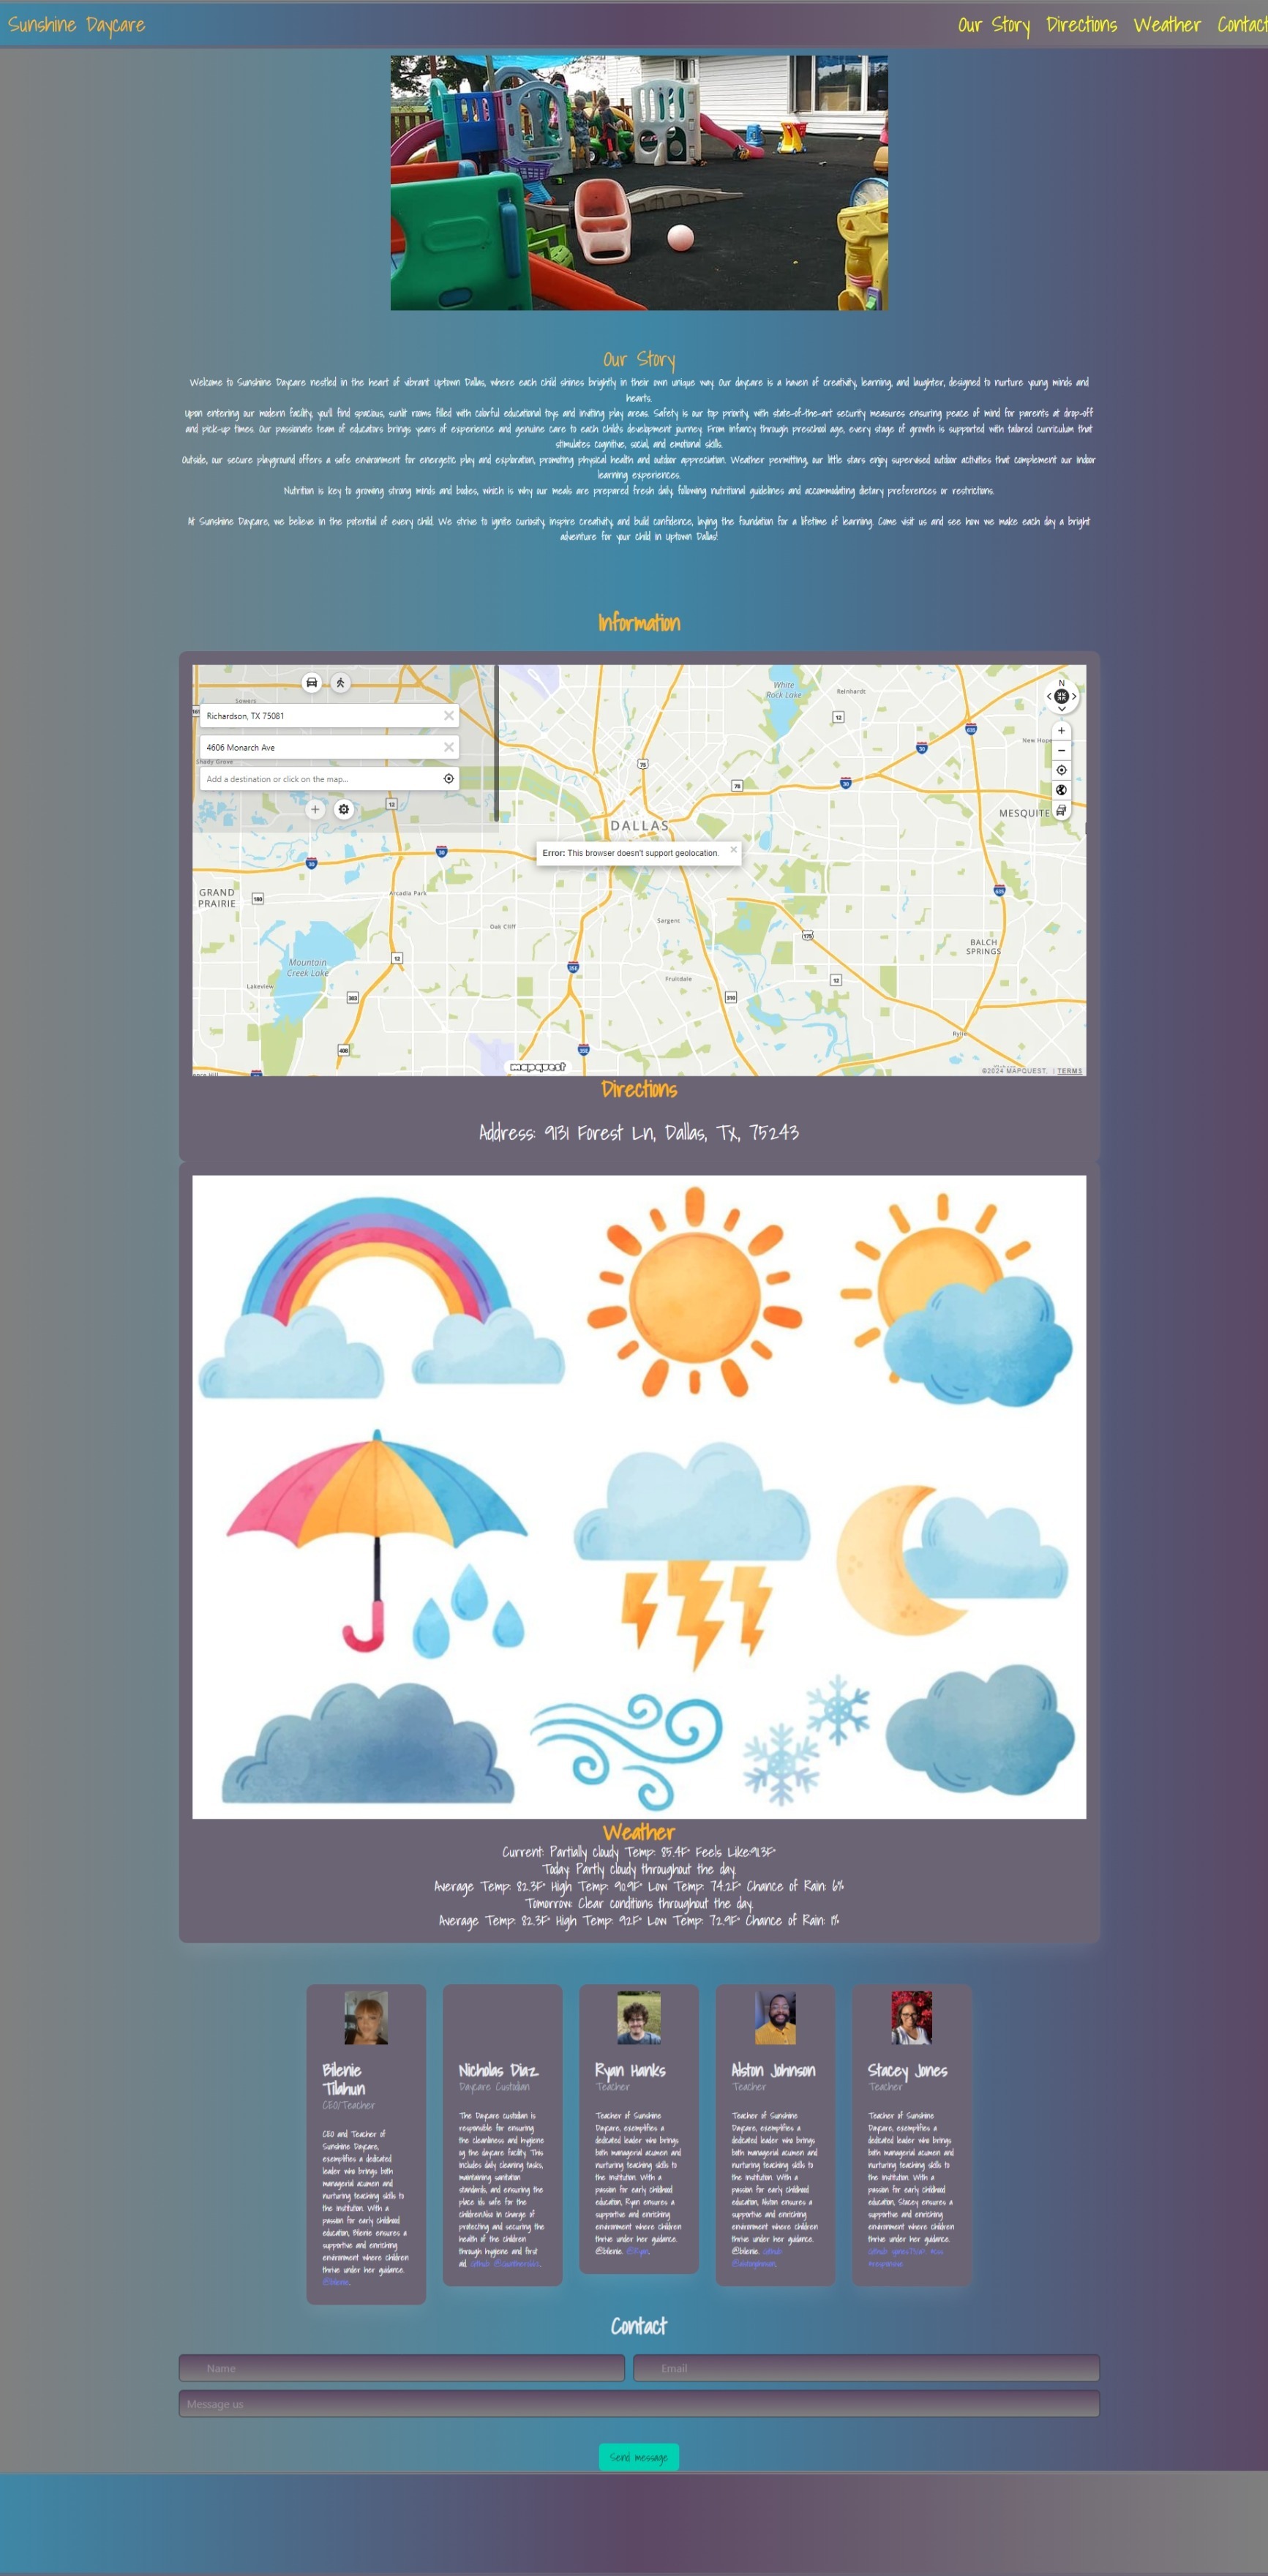 Sunshine Daycare
Our Story Directions Weather Contact
Our Story
Welcome to Sunshine Daycare nestled in the heart of vibrant Uptown Dallas, where each child shines brightly in their own unique way. Our daycare is a haven of creativity, learning, and laughter, designed to nurture young minds and
hearts.
Upon entering our modern facility, you'll find spacious, sunlit rooms filled with colorful educational toys and inviting play areas. Safety is our top priority, with state-of-the-art security measures ensuring peace of mind for parents at drop-off
and pick-up times. Our passionate team of educators brings years of experience and genuine care to each child's development journey. From infancy through preschool age, every stage of growth is supported with tailored curriculum that
stimulates cognitive, social, and emotional skills.
Outside, our secure playground offers a safe environment for energetic play and exploration, promoting physical health and outdoor appreciation. Weather permitting, our little stars enjoy supervised outdoor activities that complement our indoor
learning experiences.
Nutrition is key to growing strong minds and bodies, which is why our meals are prepared fresh daily, following nutritional guidelines and accommodating dietary preferences or restrictions.
At Sunshine Daycare, we believe in the potential of every child. We strive to ignite curiosity, inspire creativity, and build confidence, laying the foundation for a lifetime of learning. Come visit us and see how we make each day a bright
adventure for your child in Uptown Dallas!
Information
Sowers
White
Rock Lake
Reinhardt
N
12
Richardson, TX 75081
635
30
New Hope
75
4606 Monarch Ave
Shady Grove
78
30
Add a destination or click on the map...
12
DALLAS
MESQUITE
Error: This browser doesn't support geolocation.
30
30
GRAND
PRAIRIE
180
Arcadia Park
635
Oak Cliff
Sargent
175
BALCH
SPRINGS
12
Mountain
Creek Lake
35E
Fruitdale
12
Lakeview
303
310
Rylie
408
35E
mapquest
©2024 MAPQUEST, | TERMS
Directions
Address: 9131 Forest Ln, Dallas, Tx, 75243
Weather
Current: Partially cloudy Temp: 85.4F° Feels Like:91.3F°
Today: Partly cloudy throughout the day.
Average Temp: 82.3F° High Temp: 90.9F° Low Temp: 74.2F° Chance of Rain: 6%
Tomorrow: Clear conditions throughout the day.
Average Temp: 82.3F° High Temp: 92F° Low Temp: 72.9F° Chance of Rain: 1%
Bilenie
Tilahun
CEO/Teacher
CEO and Teacher of
Sunshine Daycare,
exemplifies a dedicated
leader who brings both
managerial acumen and
nurturing teaching skills to
the institution. With a
passion for early childhood
education, Bilenie ensures a
supportive and enriching
environment where children
thrive under her guidance.
@bilenie.
Nicholas Diaz
Daycare Custodian
The Daycare custodian is
responsible for ensuring
the cleanliness and hygiene
og the daycare facility. This
includes daily cleaning tasks,
maintaining sanitation
standards, and ensuring the
place ids safe for the
children.Also in charge of
protecting and securing the
health of the children
through hygiene and first
aid. Github
Ryan Hanks
Teacher
Teacher of Sunshine
Daycare, exemplifies a
dedicated leader who brings
both managerial acumen and
nurturing teaching skills to
the institution. With a
passion for early childhood
education, Ryan ensures a
supportive and enriching
environment where children
thrive under her guidance.
@bilenie. @Ryan.
Alston Johnson
Teacher
Teacher of Sunshine
Daycare, exemplifies a
dedicated leader who brings
both managerial acumen and
nurturing teaching skills to
the institution. With a
passion for early childhood
education, Alston ensures a
supportive and enriching
environment where children
thrive under her guidance.
@bilenie. Github
@alstonjohnson.
Stacey Jones
Teacher
Teacher of Sunshine
Daycare, exemplifies a
dedicated leader who brings
both managerial acumen and
nurturing teaching skills to
the institution. With a
passion for early childhood
education, Stacey ensures a
supportive and enriching
environment where children
thrive under her guidance.
Contact
Name
Email
Message us
Send message